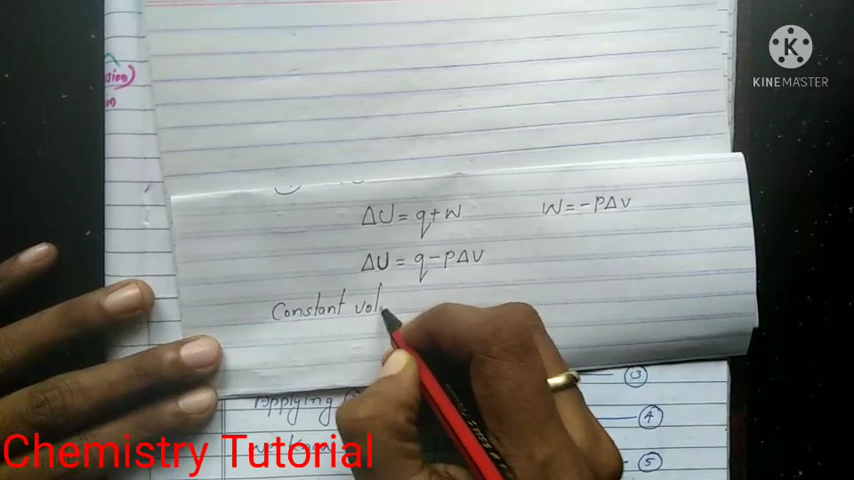 KINEMASTER
ΔU = q+W W = -PΔV
ΔU = q - PΔV
Constant vol
Applying
3
4
5
Chemistry Tutorial